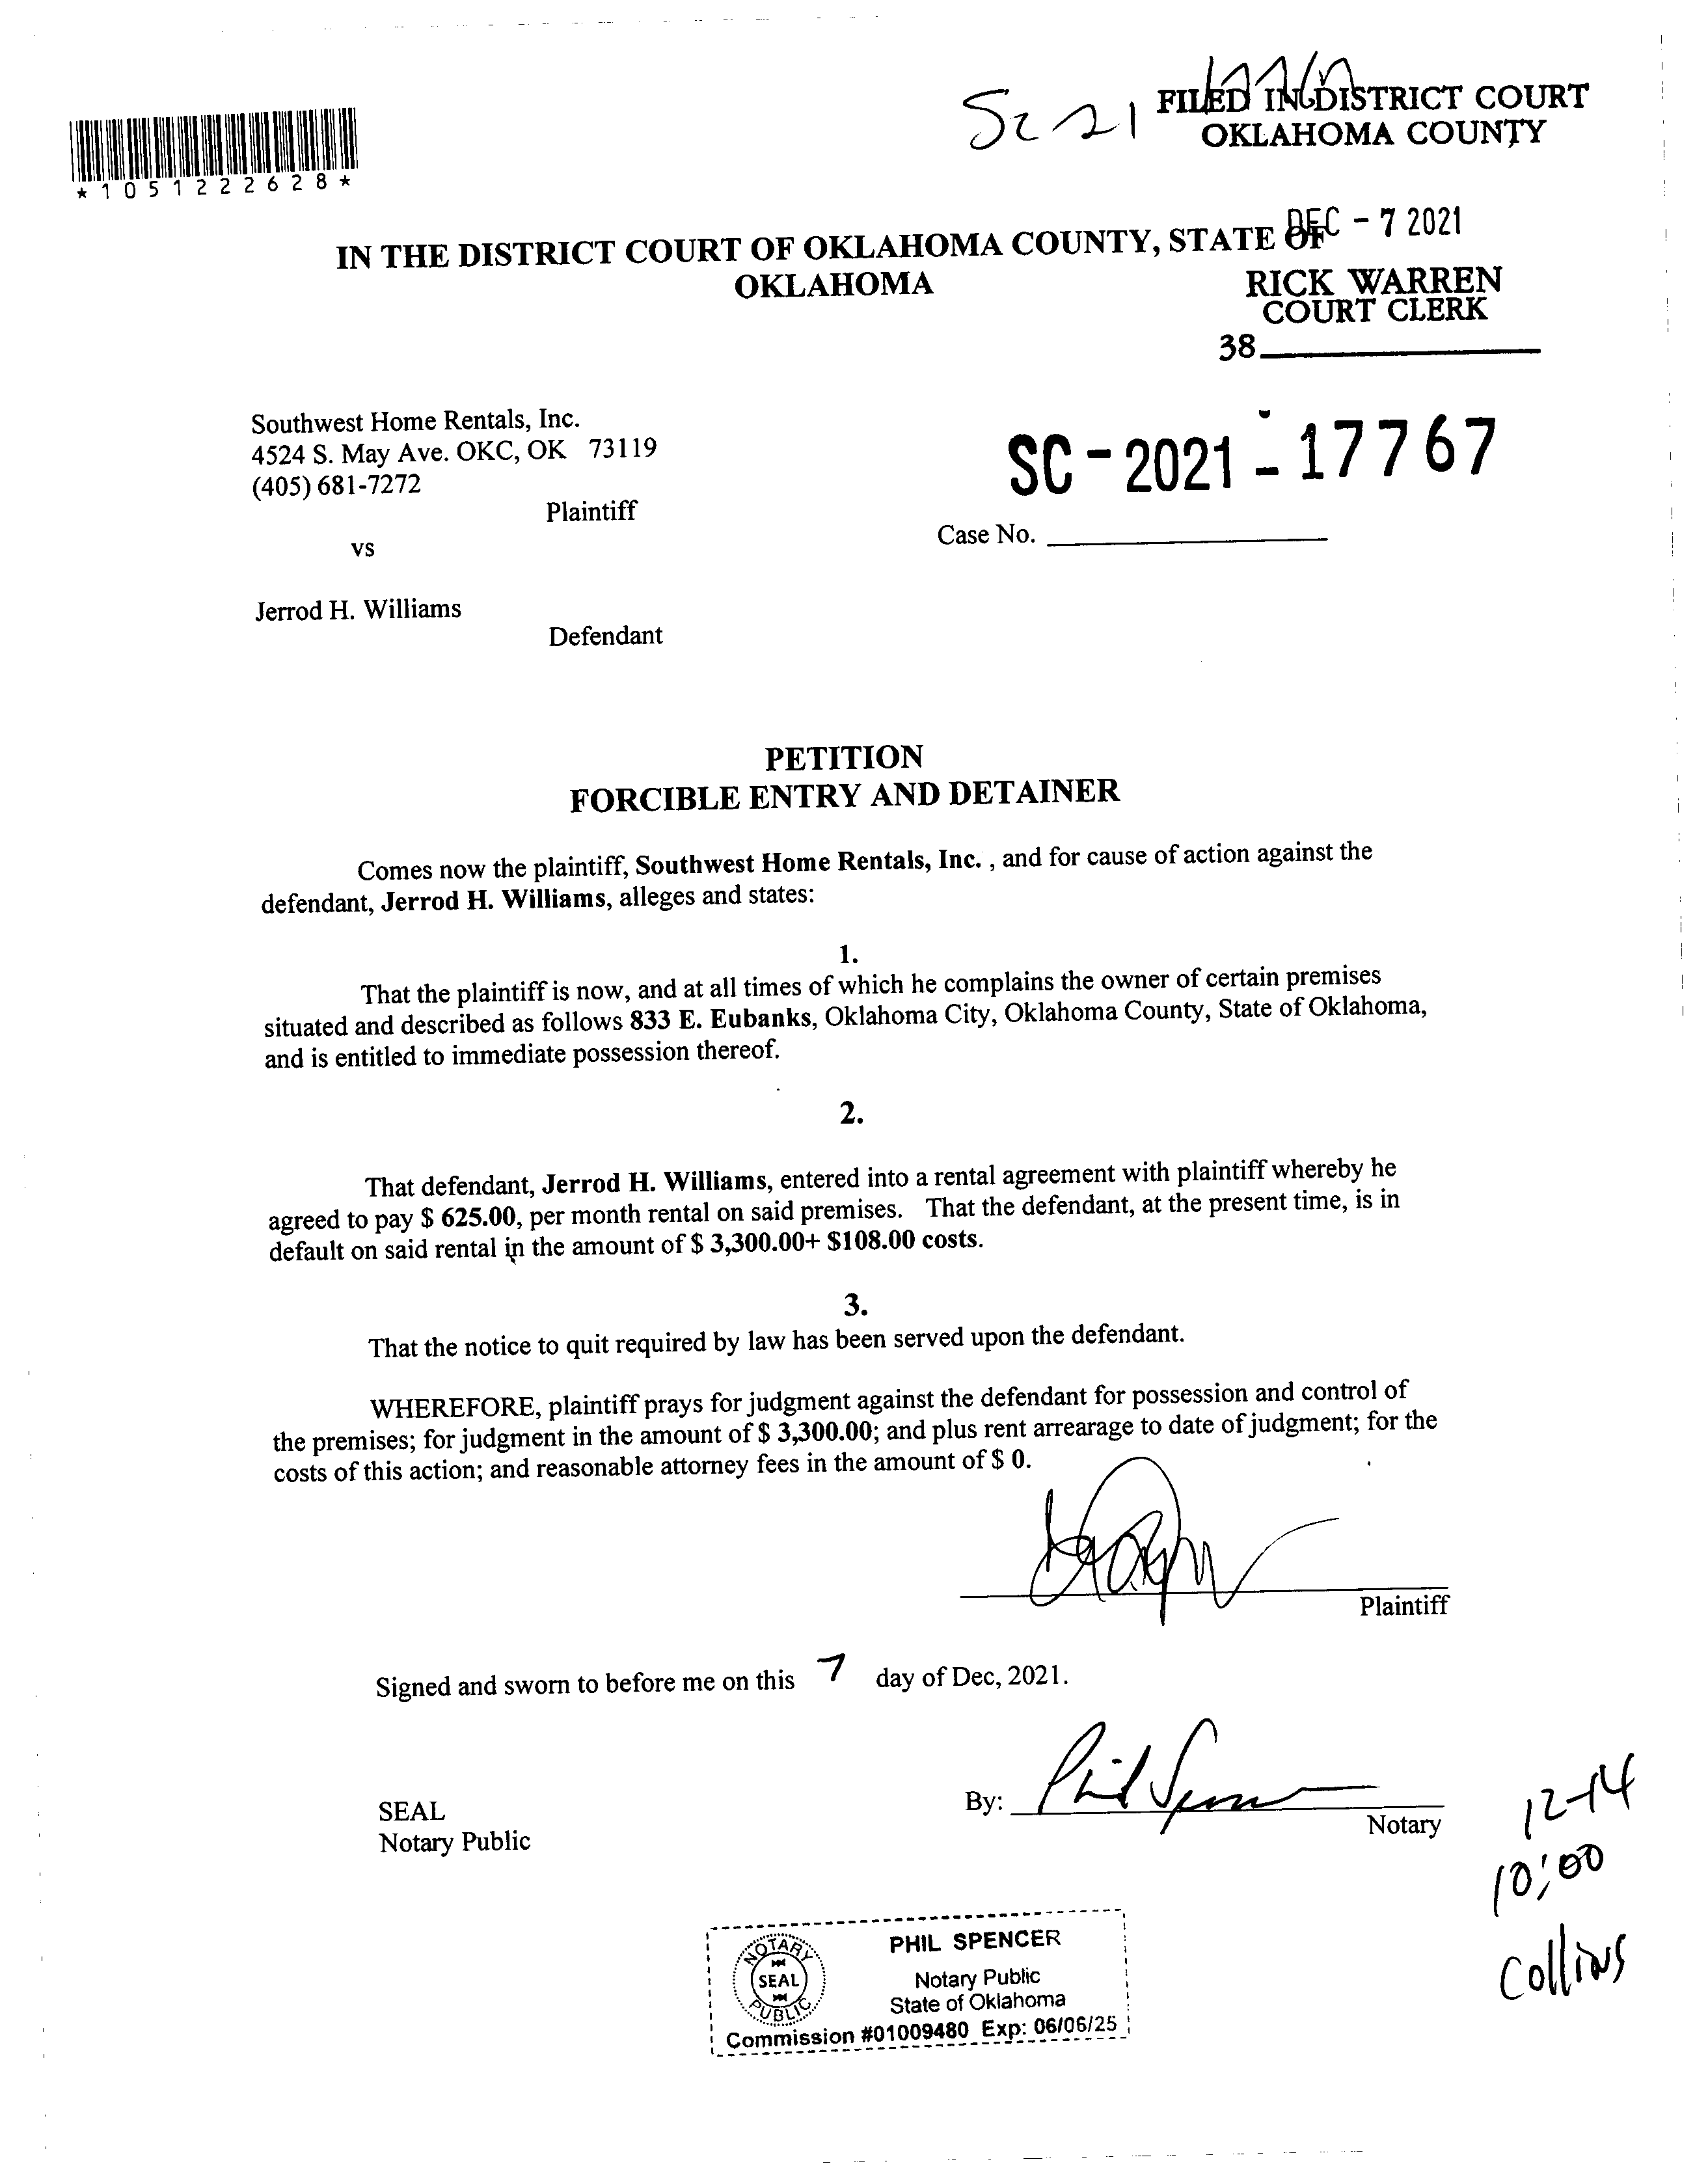 Sc 21
FILED IN DISTRICT COURT
OKLAHOMA COUNTY
*1051222628*
DEC - 7 2021
IN THE DISTRICT COURT OF OKLAHOMA COUNTY, STATE OF
OKLAHOMA
RICK WARREN
COURT CLERK
38
Southwest Home Rentals, Inc.
4524 S. May Ave. OKC, OK 73119
(405) 681-7272
Plaintiff
SC - 2021 - 17767
Case No.
vs
Jerrod H. Williams
Defendant
PETITION
FORCIBLE ENTRY AND DETAINER
Comes now the plaintiff, Southwest Home Rentals, Inc. , and for cause of action against the
defendant, Jerrod H. Williams, alleges and states:
1.
That the plaintiff is now, and at all times of which he complains the owner of certain premises
situated and described as follows 833 E. Eubanks, Oklahoma City, Oklahoma County, State of Oklahoma,
and is entitled to immediate possession thereof.
2.
That defendant, Jerrod H. Williams, entered into a rental agreement with plaintiff whereby he
agreed to pay $ 625.00, per month rental on said premises. That the defendant, at the present time, is in
default on said rental in the amount of $ 3,300.00+ $108.00 costs.
3.
That the notice to quit required by law has been served upon the defendant.
WHEREFORE, plaintiff prays for judgment against the defendant for possession and control of
the premises; for judgment in the amount of $ 3,300.00; and plus rent arrearage to date of judgment; for the
costs of this action; and reasonable attorney fees in the amount of $ 0.
Plaintiff
Signed and sworn to before me on this 7 day of Dec, 2021.
SEAL
Notary Public
By: Phil Spencer
Notary
12-14
10:00
Collins
NOTARY
SEAL
PUBLIC
PHIL SPENCER
Notary Public
State of Oklahoma
Commission #01009480 Exp: 06/06/25